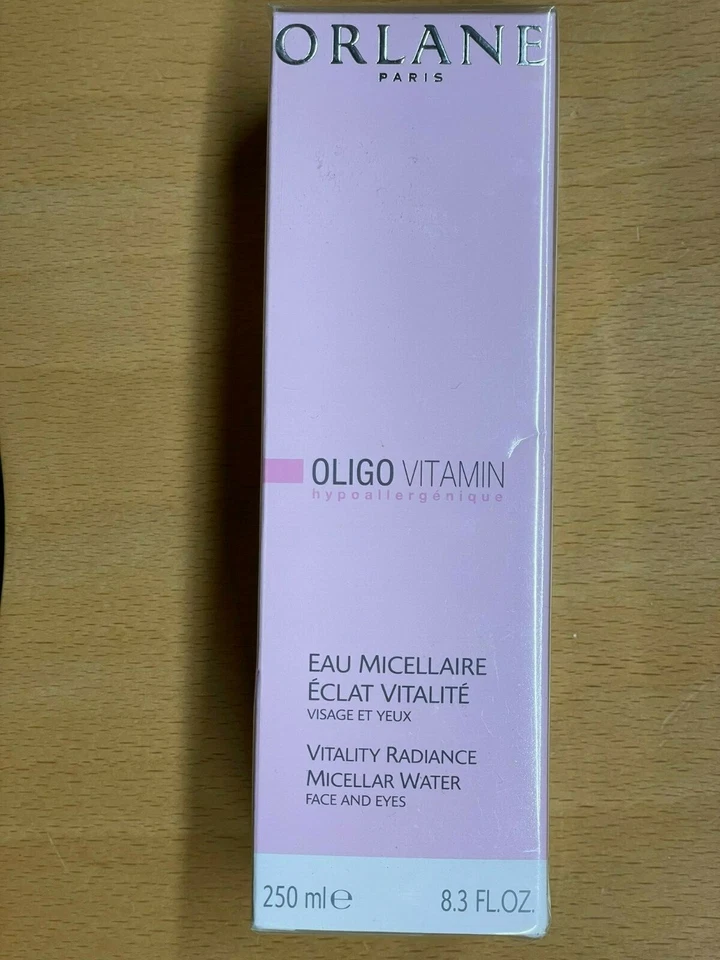 ORLANE
PARIS
OLIGO VITAMIN
hypoallergénique
EAU MICELLAIRE
ÉCLAT VITALITÉ
VISAGE ET YEUX
VITALITY RADIANCE
MICELLAR WATER
FACE AND EYES
250 ml ℮ 8.3 FL.OZ.